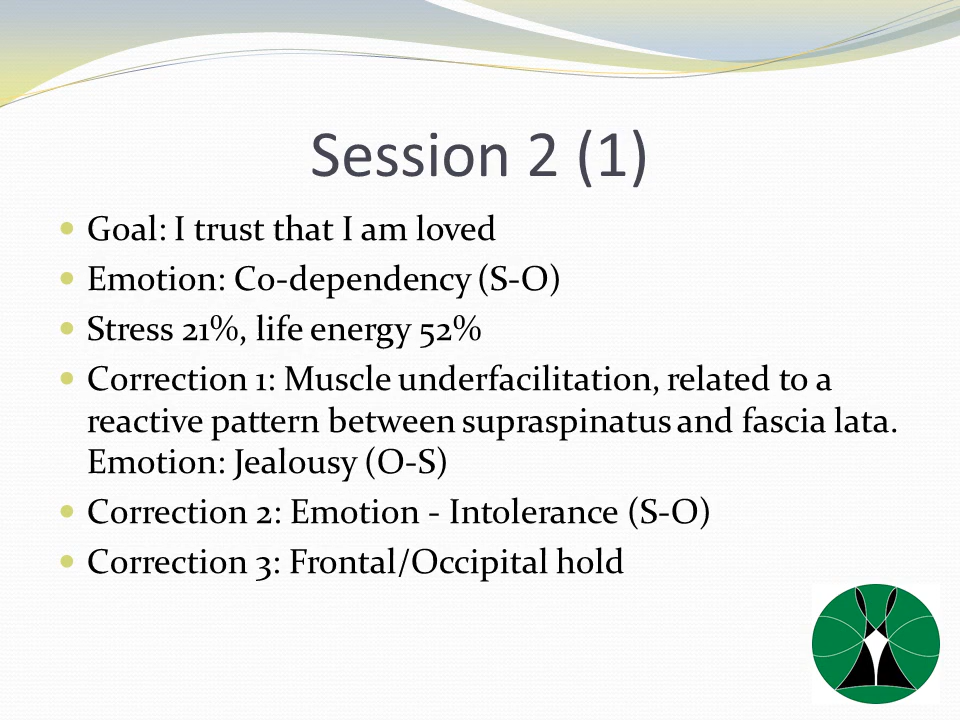 Session 2 (1)
Goal: I trust that I am loved
Emotion: Co-dependency (S-O)
Stress 21%, life energy 52%
Correction 1: Muscle underfacilitation, related to a
reactive pattern between supraspinatus and fascia lata.
Emotion: Jealousy (O-S)
Correction 2: Emotion - Intolerance (S-O)
Correction 3: Frontal/Occipital hold